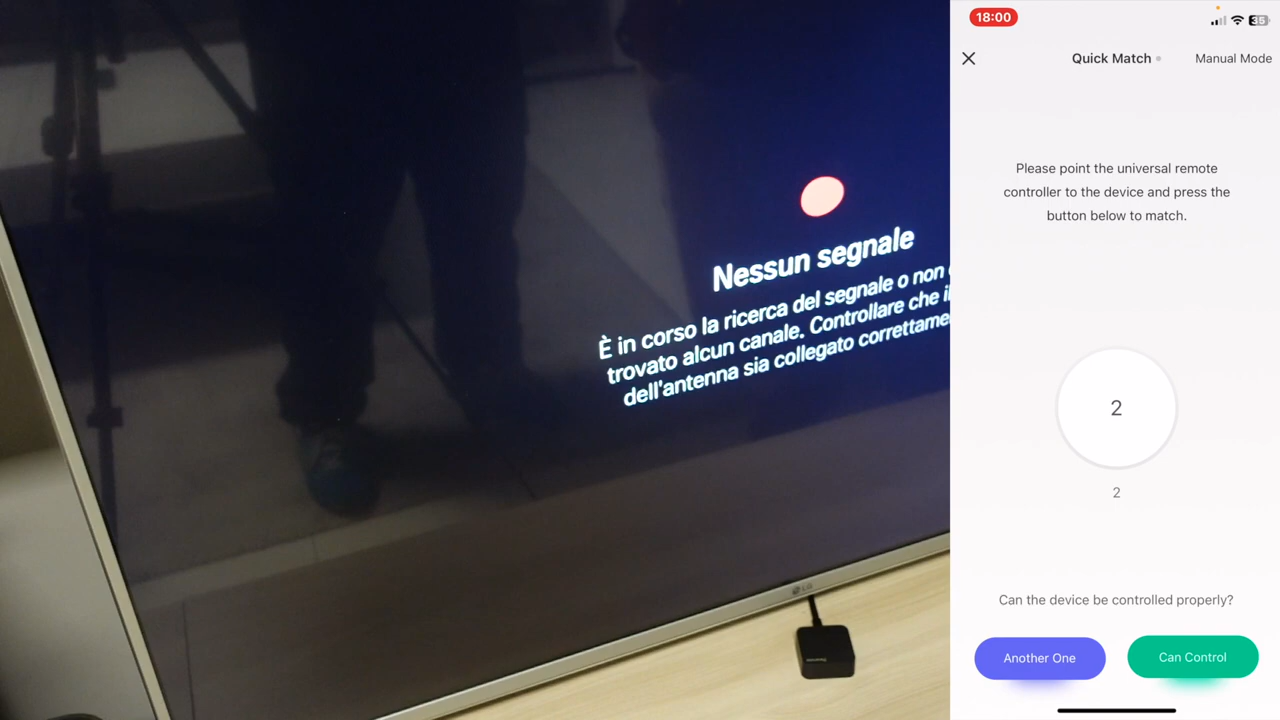 Nessun segnale
È in corso la ricerca del segnale o non
trovato alcun canale. Controllare che il
dell'antenna sia collegato
LG
18:00
35
Quick Match
Manual Mode
Please point the universal remote
controller to the device and press the
button below to match.
2
2
Can the device be controlled properly?
Another One
Can Control